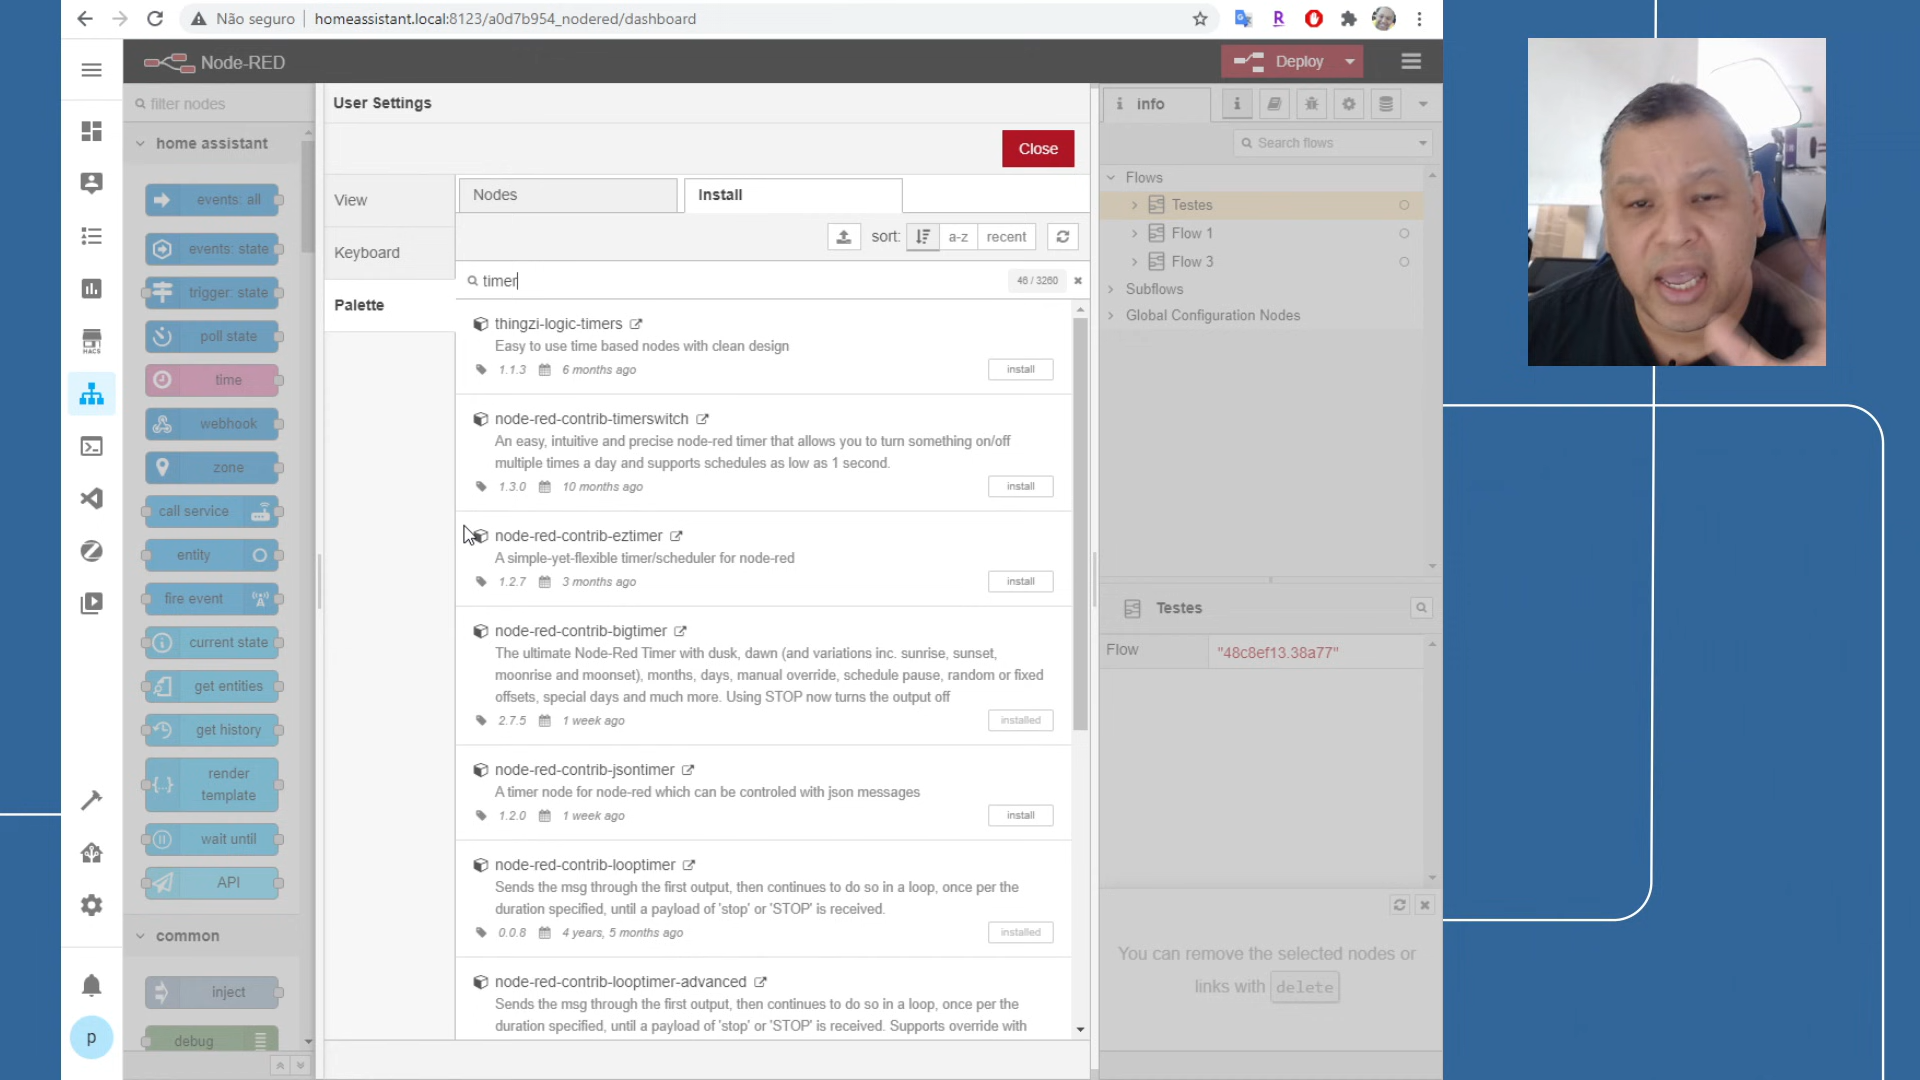 Não seguro
homeassistant.local:8123/a0d7b954_nodered/dashboard
Node-RED
Deploy
filter nodes
home assistant
events: all
events: state
trigger: state
poll state
time
webhook
zone
call service
entity
fire event
current state
get entities
get history
render
template
wait until
API
common
inject
debug
HACS
p
User Settings
Close
View
Keyboard
Palette
Nodes
Install
sort:
a-z
recent
timer
46 / 3260
thingzi-logic-timers
Easy to use time based nodes with clean design
1.1.3
6 months ago
install
node-red-contrib-timerswitch
An easy, intuitive and precise node-red timer that allows you to turn something on/off
multiple times a day and supports schedules as low as 1 second.
1.3.0
10 months ago
install
node-red-contrib-eztimer
A simple-yet-flexible timer/scheduler for node-red
1.2.7
3 months ago
install
node-red-contrib-bigtimer
The ultimate Node-Red Timer with dusk, dawn (and variations inc. sunrise, sunset,
moonrise and moonset), months, days, manual override, schedule pause, random or fixed
offsets, special days and much more. Using STOP now turns the output off
2.7.5
1 week ago
installed
node-red-contrib-jsontimer
A timer node for node-red which can be controled with json messages
1.2.0
1 week ago
install
node-red-contrib-looptimer
Sends the msg through the first output, then continues to do so in a loop, once per the
duration specified, until a payload of 'stop' or 'STOP' is received.
0.0.8
4 years, 5 months ago
installed
node-red-contrib-looptimer-advanced
Sends the msg through the first output, then continues to do so in a loop, once per the
duration specified, until a payload of 'stop' or 'STOP' is received. Supports override with
info
Search flows
Flows
Testes
Flow 1
Flow 3
Subflows
Global Configuration Nodes
Testes
Flow
"48c8ef13.38a77"
You can remove the selected nodes or
links with delete